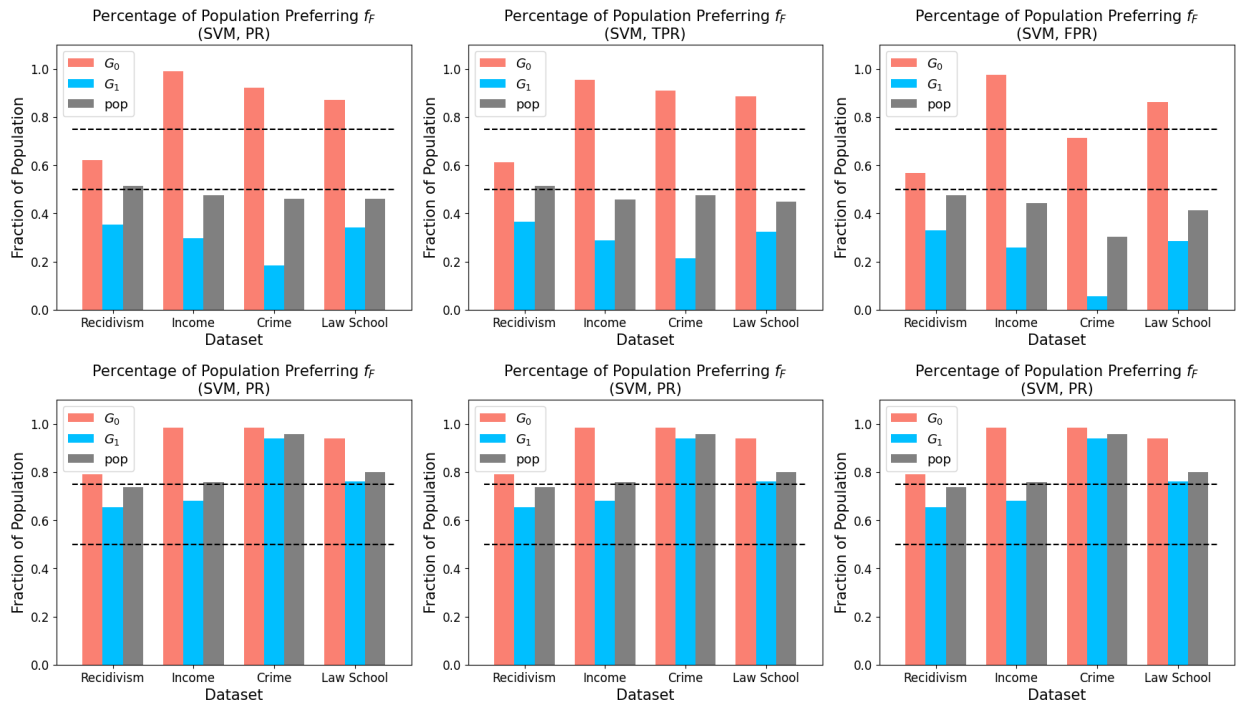 Percentage of Population Preferring f_F
(SVM, PR)
Fraction of Population
1.0
0.8
0.6
0.4
0.2
0.0
G_0
G_1
pop
Recidivism Income Crime Law School
Dataset
Percentage of Population Preferring f_F
(SVM, TPR)
Fraction of Population
1.0
0.8
0.6
0.4
0.2
0.0
G_0
G_1
pop
Recidivism Income Crime Law School
Dataset
Percentage of Population Preferring f_F
(SVM, FPR)
Fraction of Population
1.0
0.8
0.6
0.4
0.2
0.0
G_0
G_1
pop
Recidivism Income Crime Law School
Dataset
Percentage of Population Preferring f_F
(SVM, PR)
Fraction of Population
1.0
0.8
0.6
0.4
0.2
0.0
G_0
G_1
pop
Recidivism Income Crime Law School
Dataset
Percentage of Population Preferring f_F
(SVM, PR)
Fraction of Population
1.0
0.8
0.6
0.4
0.2
0.0
G_0
G_1
pop
Recidivism Income Crime Law School
Dataset
Percentage of Population Preferring f_F
(SVM, PR)
Fraction of Population
1.0
0.8
0.6
0.4
0.2
0.0
G_0
G_1
pop
Recidivism Income Crime Law School
Dataset